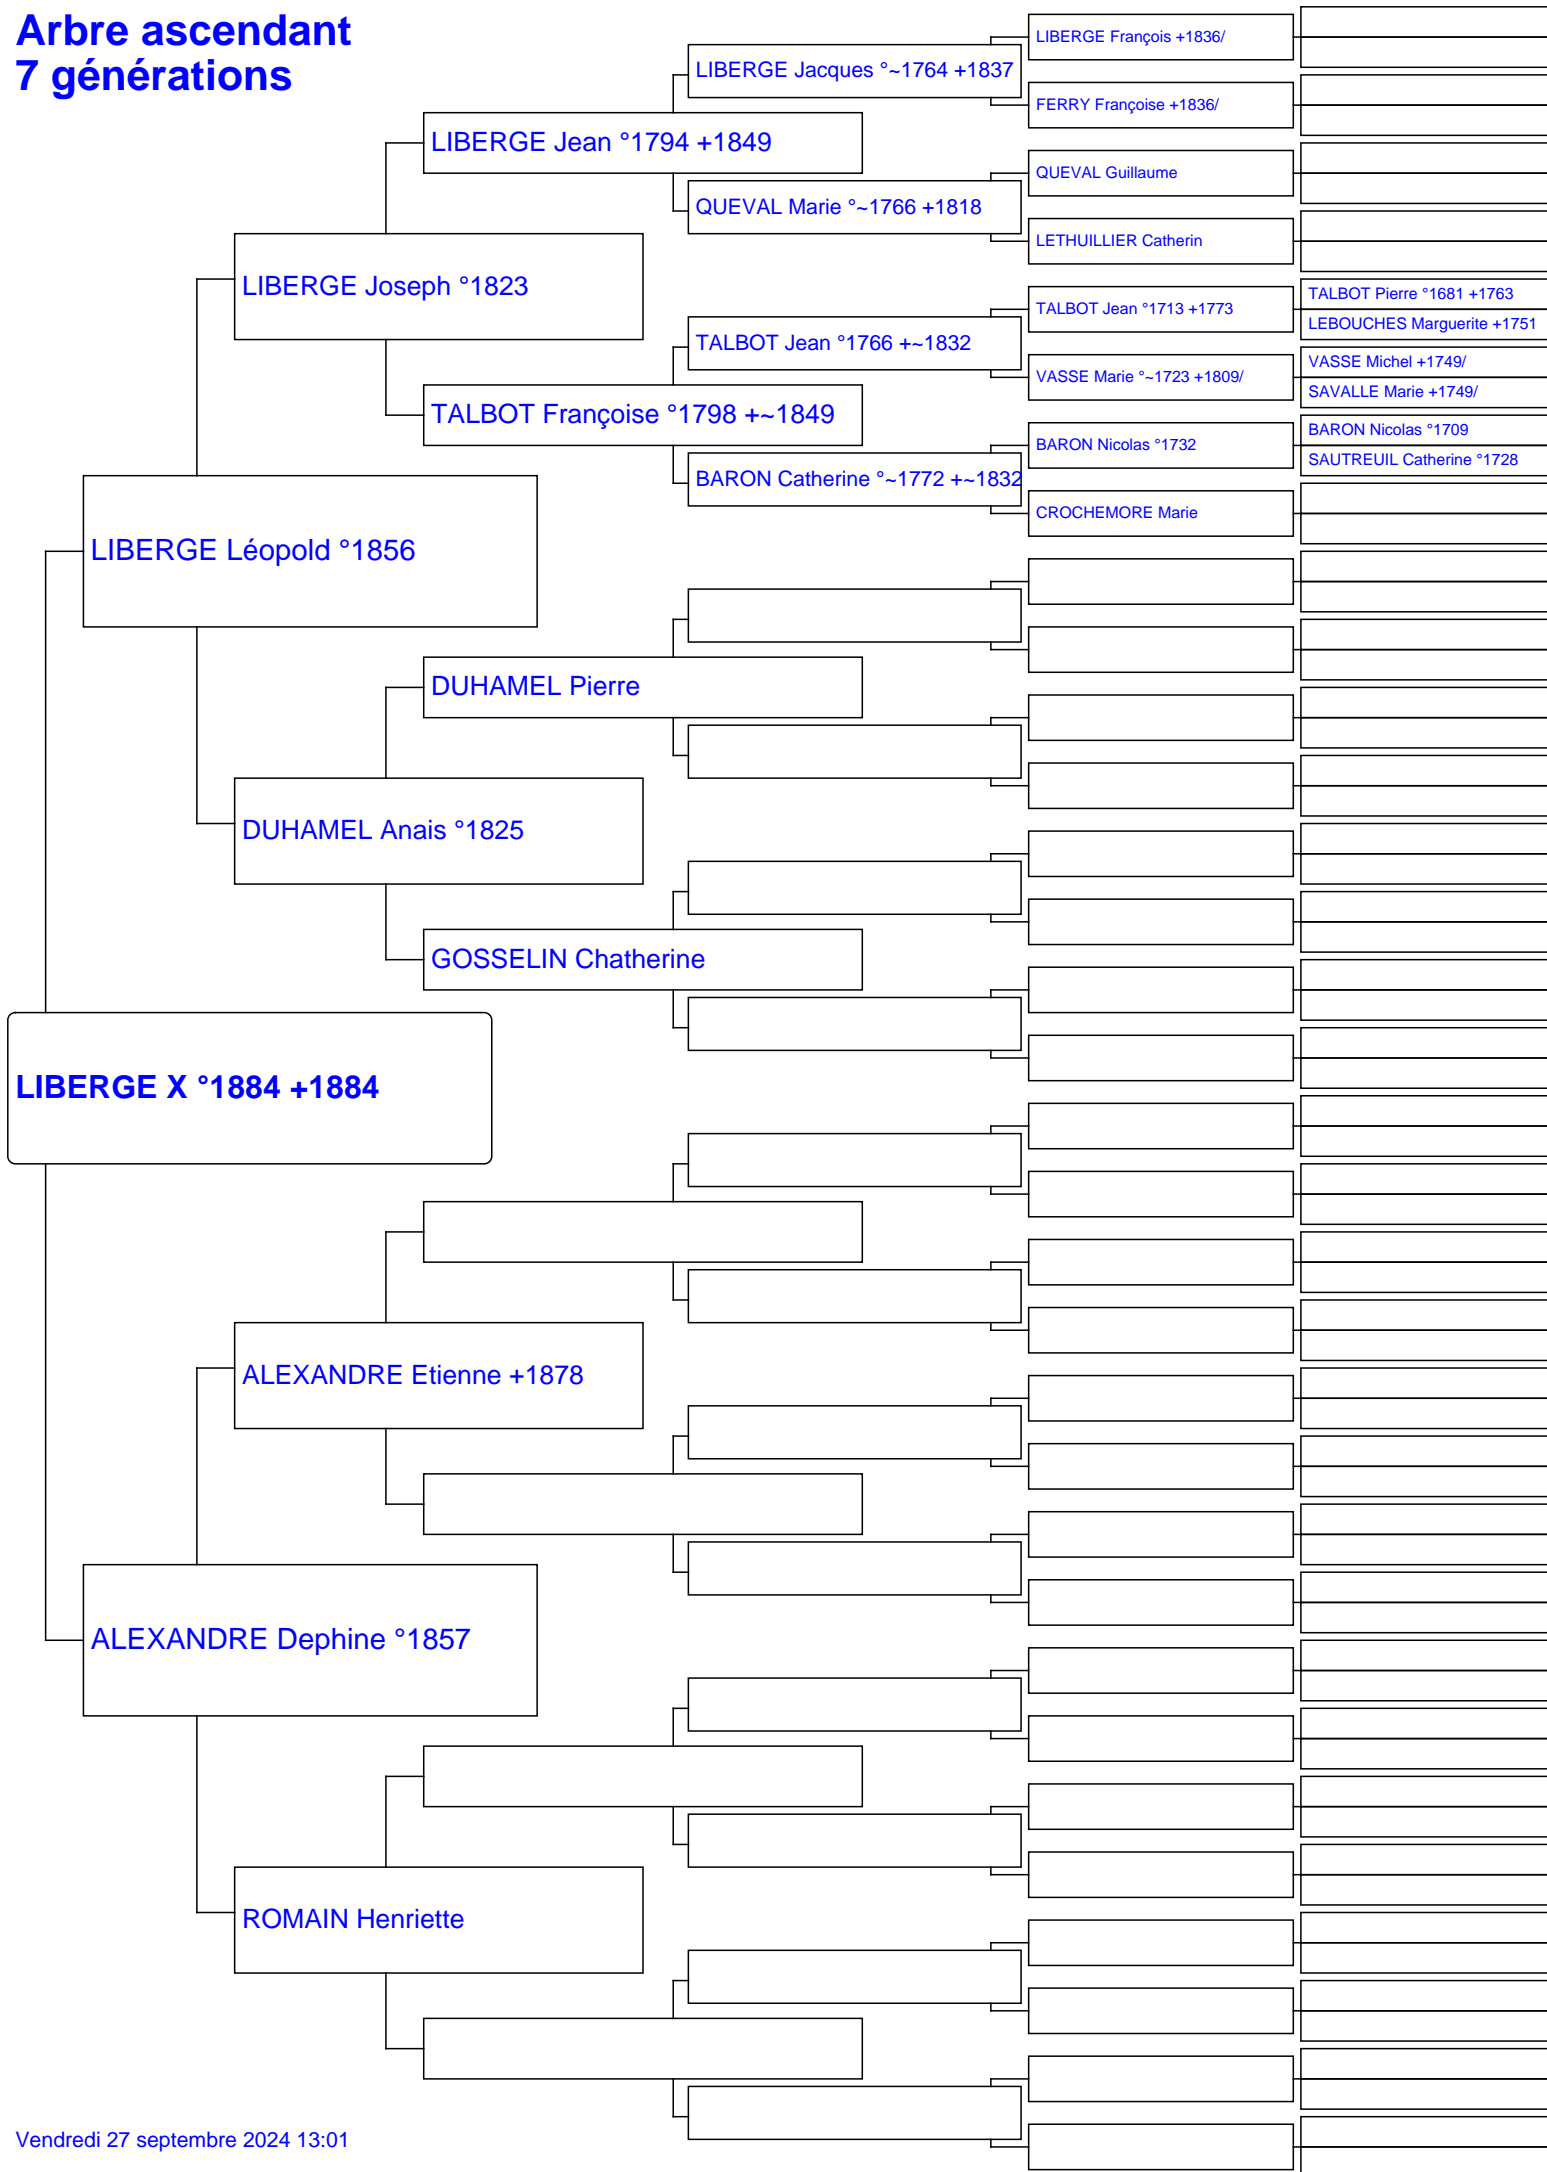 Arbre ascendant
7 générations
LIBERGE François +1836/
LIBERGE Jacques °~1764 +1837
FERRY Françoise +1836/
LIBERGE Jean °1794 +1849
QUEVAL Guillaume
QUEVAL Marie °~1766 +1818
LETHUILLIER Catherin
LIBERGE Joseph °1823
TALBOT Pierre °1681 +1763
TALBOT Jean °1713 +1773
LEBOUCHES Marguerite +1751
TALBOT Jean °1766 +~1832
VASSE Michel +1749/
VASSE Marie °~1723 +1809/
SAVALLE Marie +1749/
TALBOT Françoise °1798 +~1849
BARON Nicolas °1709
BARON Nicolas °1732
SAUTREUIL Catherine °1728
BARON Catherine °~1772 +~1832
CROCHEMORE Marie
LIBERGE Léopold °1856
DUHAMEL Pierre
DUHAMEL Anais °1825
GOSSELIN Chatherine
LIBERGE X °1884 +1884
ALEXANDRE Etienne +1878
ALEXANDRE Dephine °1857
ROMAIN Henriette
Vendredi 27 septembre 2024 13:01